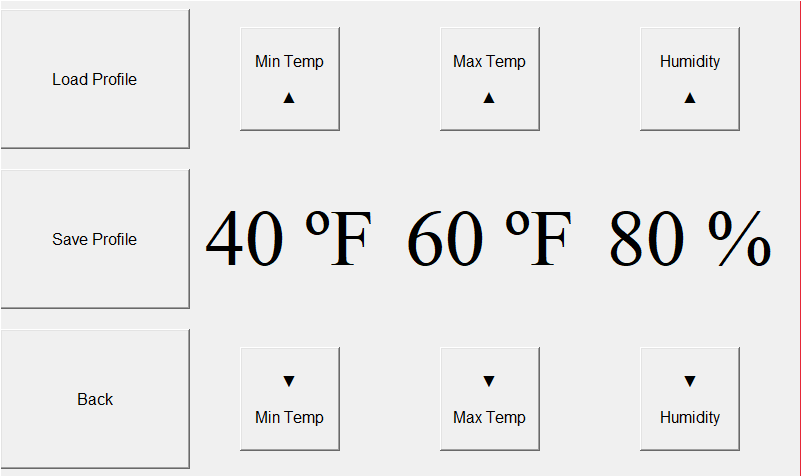 Load Profile
Min Temp
▲
Max Temp
▲
Humidity
▲
Save Profile
40 ºF
60 ºF
80 %
Back
▼
Min Temp
▼
Max Temp
▼
Humidity